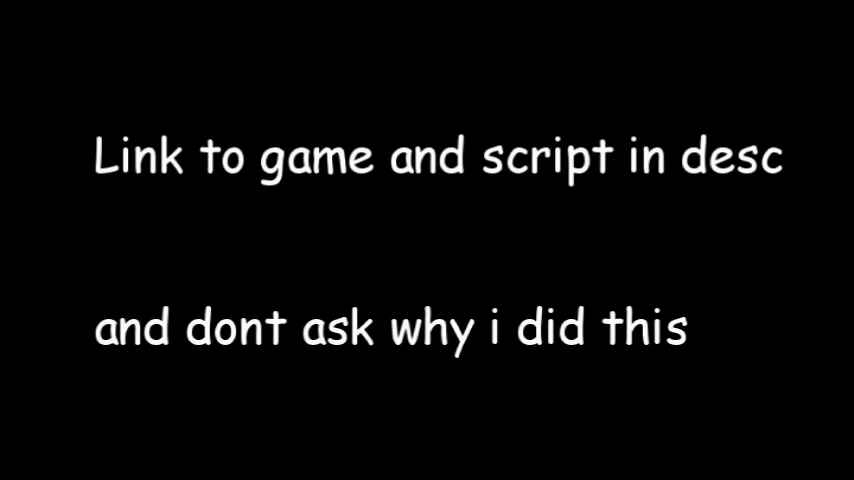 Link to game and script in desc
and dont ask why i did this